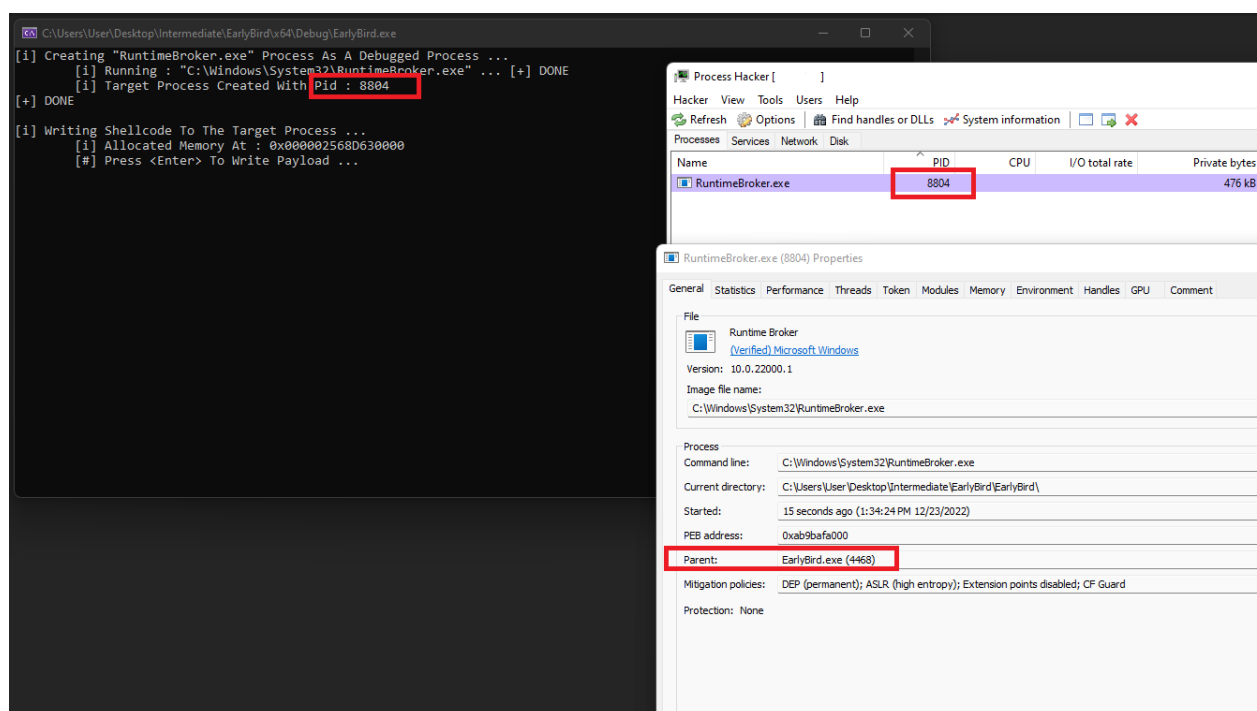 C:\Users\User\Desktop\Intermediate\EarlyBird\x64\Debug\EarlyBird.exe
[i] Creating "RuntimeBroker.exe" Process As A Debugged Process ...
[i] Running : "C:\Windows\System32\RuntimeBroker.exe" ... [+] DONE
[i] Target Process Created With Pid : 8804
[+] DONE
[i] Writing Shellcode To The Target Process ...
[i] Allocated Memory At : 0x000002568D630000
[#] Press <Enter> To Write Payload ...
Process Hacker [ ]
Hacker View Tools Users Help
Refresh Options Find handles or DLLs System information
Processes Services Network Disk
Name PID CPU I/O total rate Private bytes
RuntimeBroker.exe 8804 476 kB
RuntimeBroker.exe (8804) Properties
General Statistics Performance Threads Token Modules Memory Environment Handles GPU Comment
File
Runtime Broker
(Verified) Microsoft Windows
Version: 10.0.22000.1
Image file name:
C:\Windows\System32\RuntimeBroker.exe
Process
Command line: C:\Windows\System32\RuntimeBroker.exe
Current directory: C:\Users\User\Desktop\Intermediate\EarlyBird\EarlyBird\
Started: 15 seconds ago (1:34:24 PM 12/23/2022)
PEB address: 0xab9bafa000
Parent: EarlyBird.exe (4468)
Mitigation policies: DEP (permanent); ASLR (high entropy); Extension points disabled; CF Guard
Protection: None